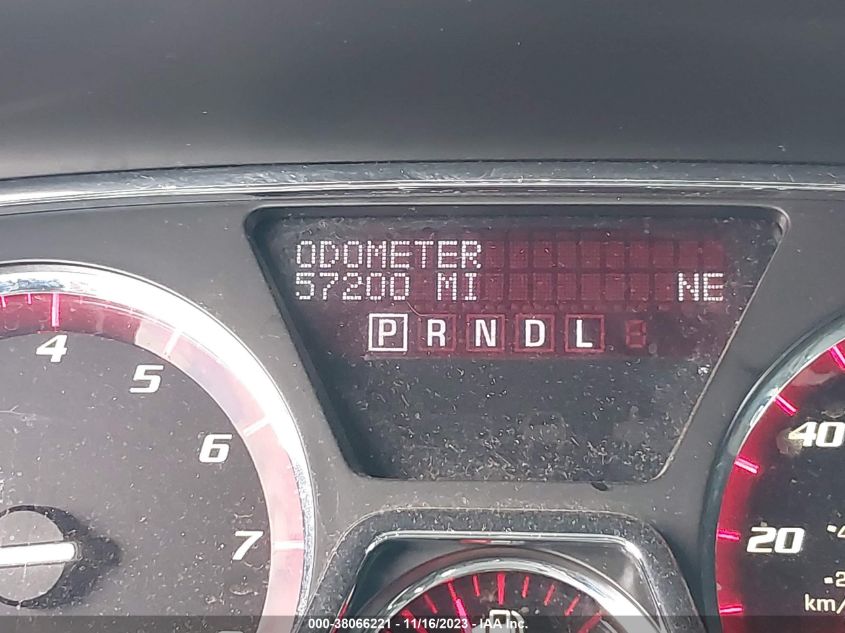 ODOMETER
57200 MI NE
P R N D L
4
5
6
7
40
20
km/
000-38066221 - 11/16/2023 - IAA Inc.